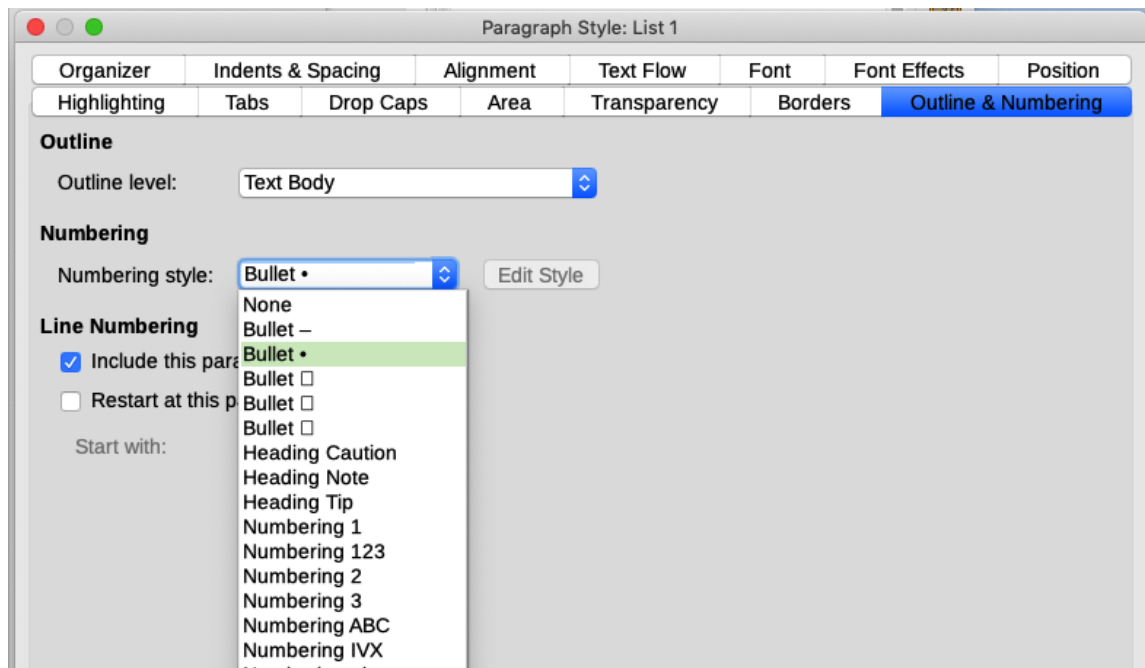 Paragraph Style: List 1
Organizer Indents & Spacing Alignment Text Flow Font Font Effects Position
Highlighting Tabs Drop Caps Area Transparency Borders Outline & Numbering
Outline
Outline level: Text Body
Numbering
Numbering style: Bullet • Edit Style
None
Line Numbering Bullet –
Include this para Bullet •
Bullet □
Restart at this p Bullet □
Bullet □
Start with: Heading Caution
Heading Note
Heading Tip
Numbering 1
Numbering 123
Numbering 2
Numbering 3
Numbering ABC
Numbering IVX